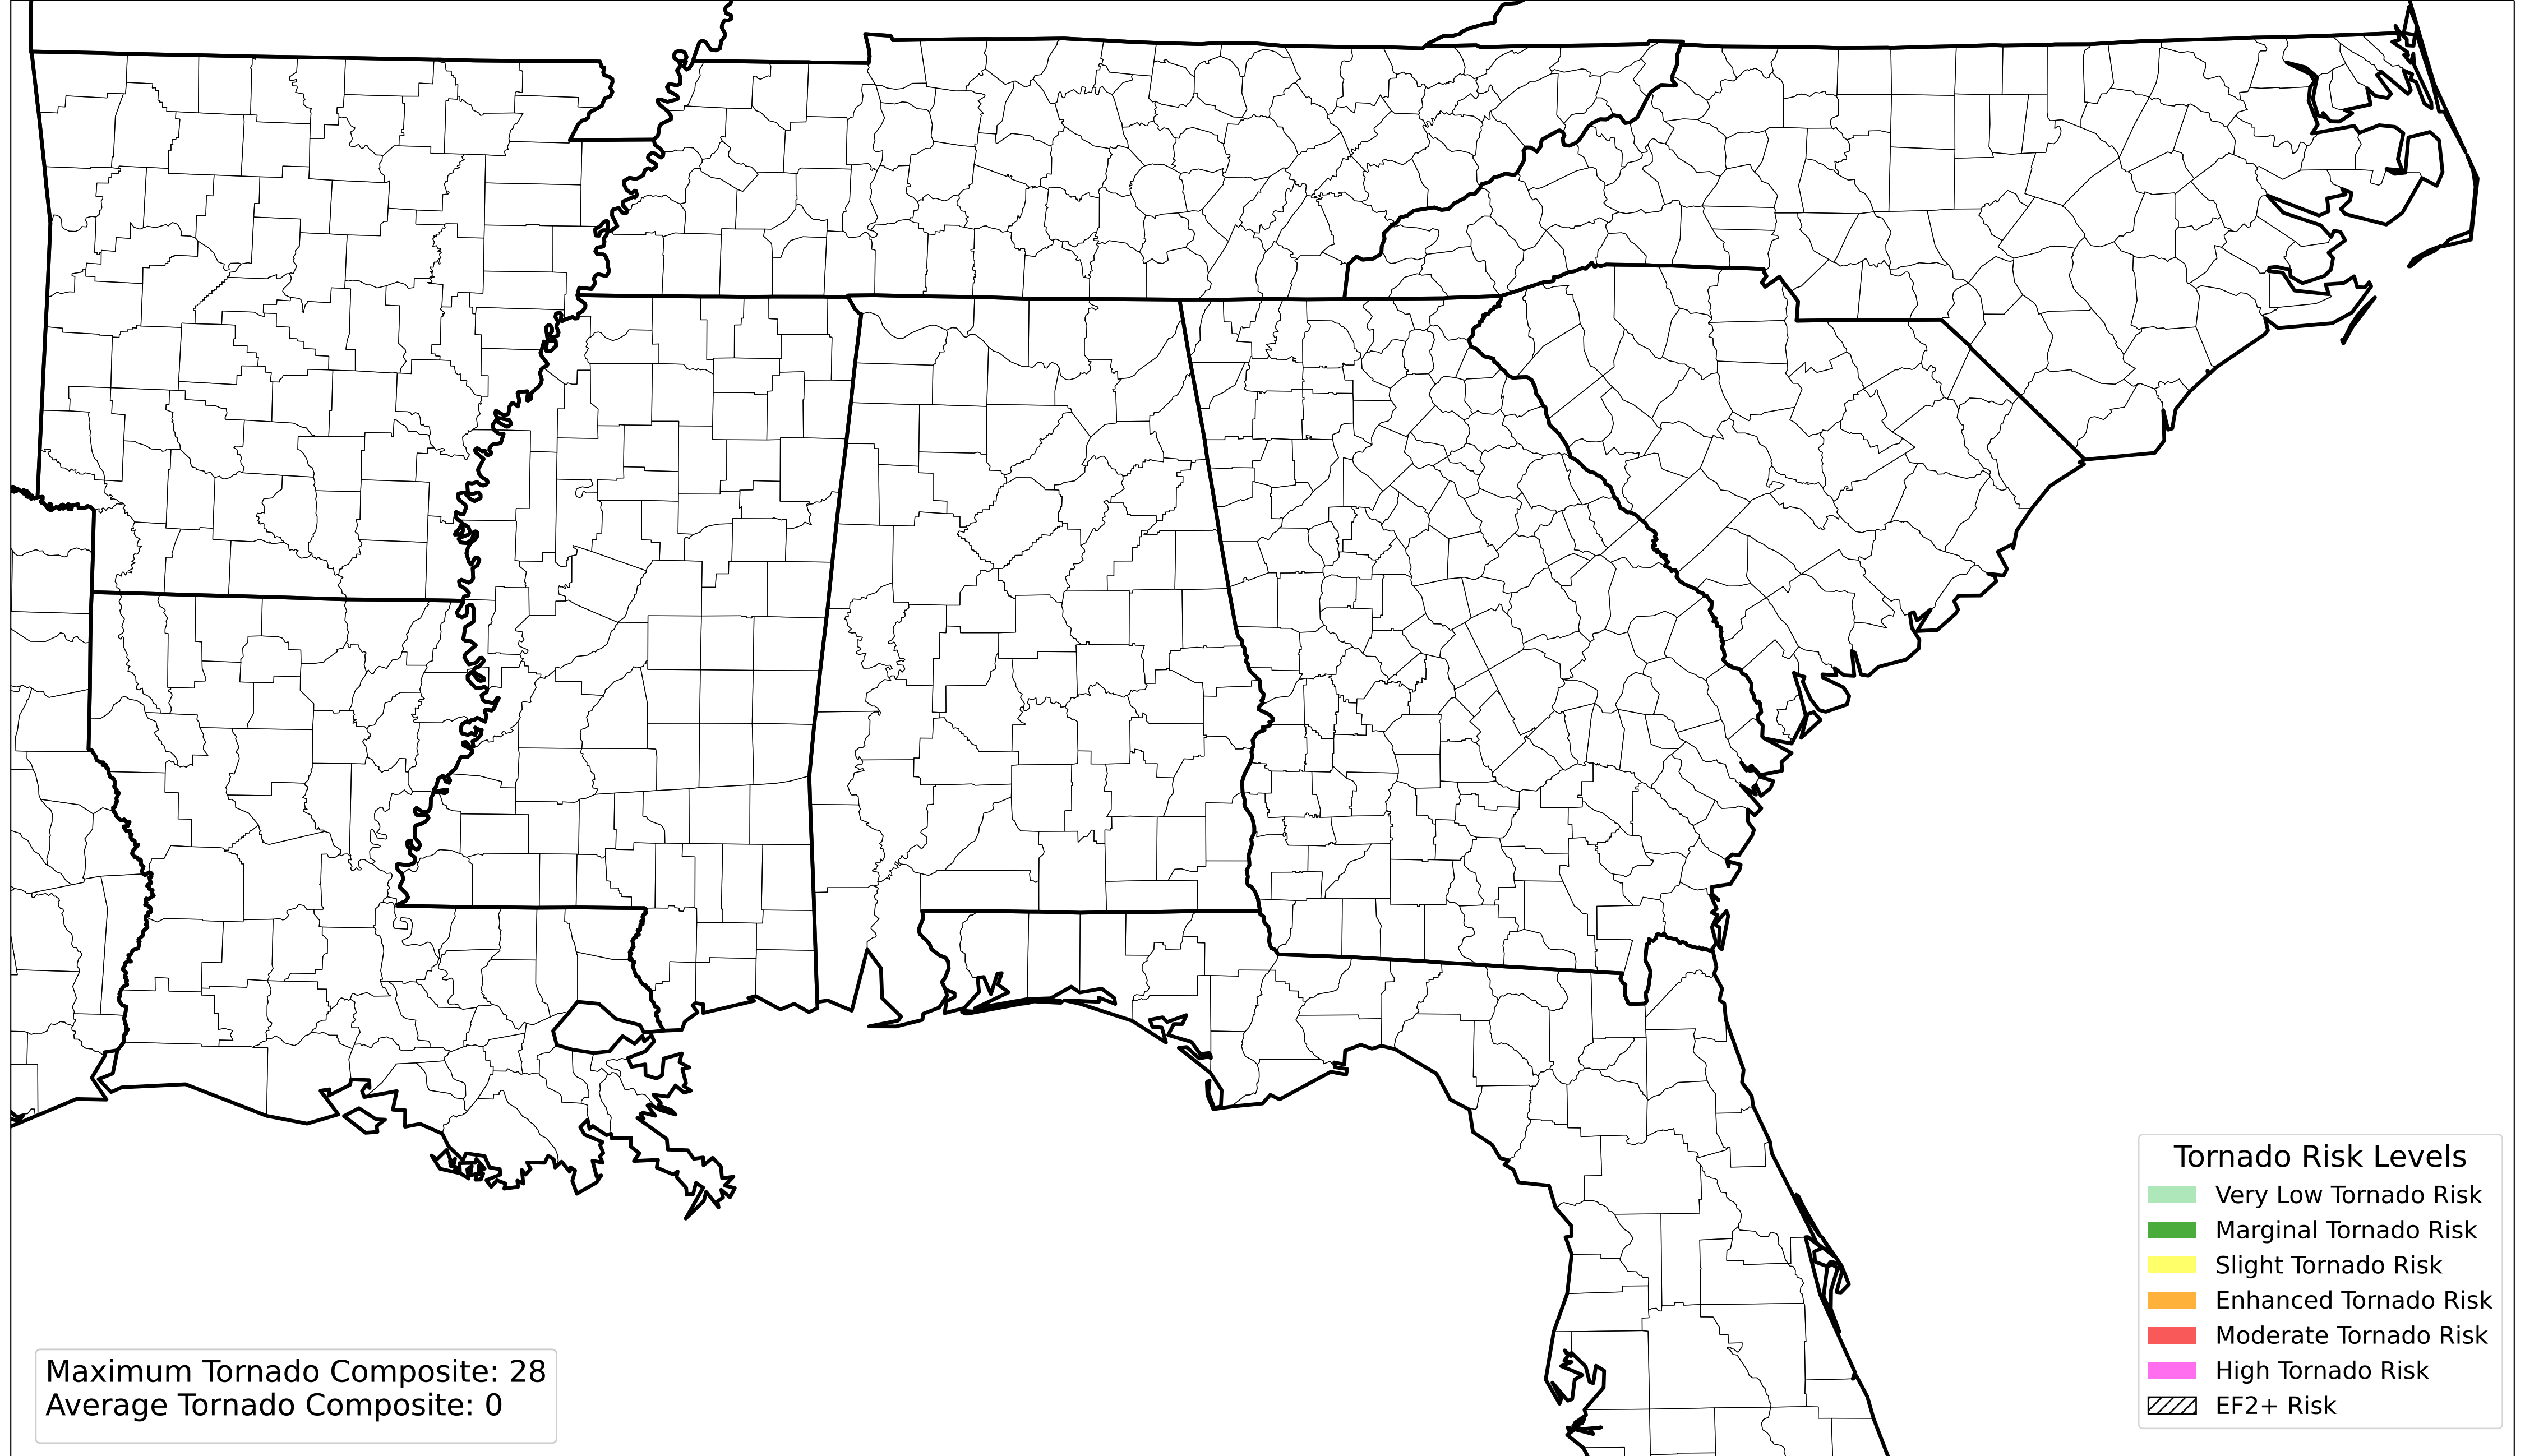 Tornado Risk Levels
Very Low Tornado Risk
Marginal Tornado Risk
Slight Tornado Risk
Enhanced Tornado Risk
Moderate Tornado Risk
High Tornado Risk
EF2+ Risk
Maximum Tornado Composite: 28
Average Tornado Composite: 0